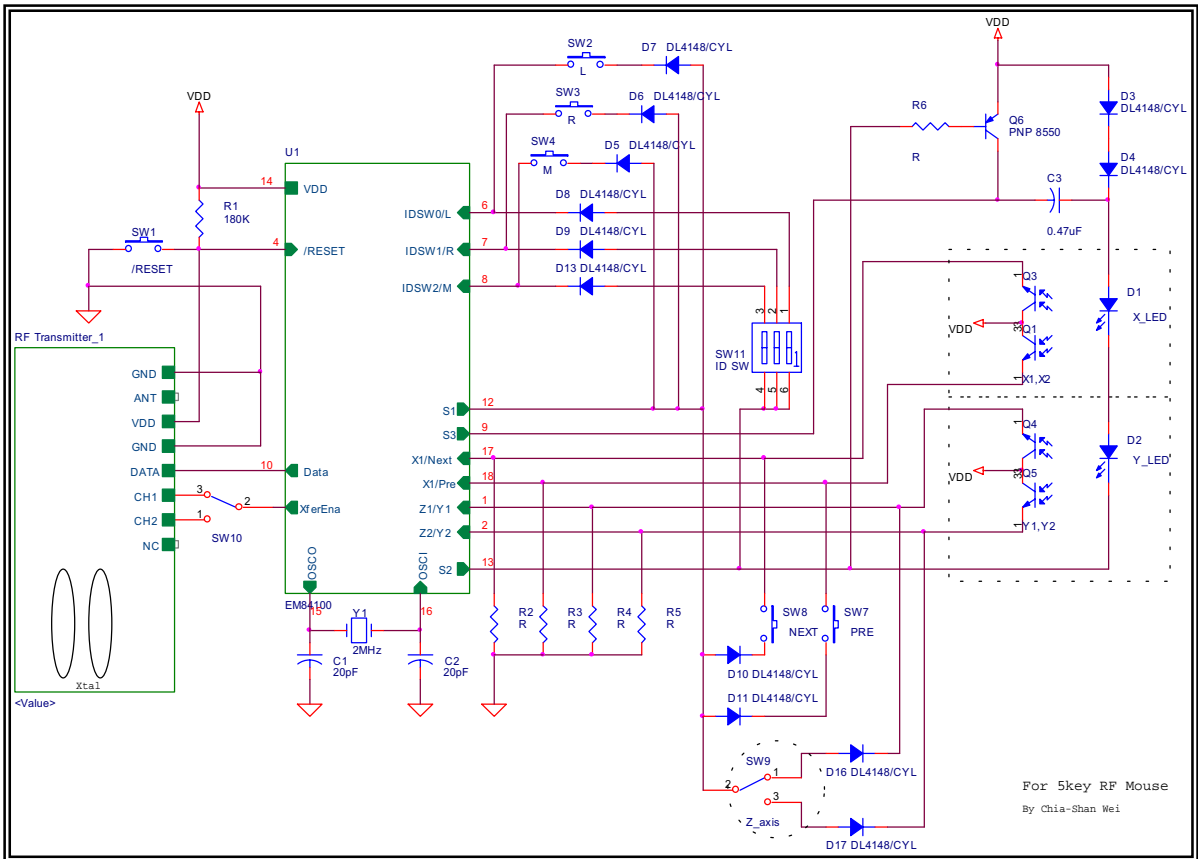 VDD
VDD
SW2
L
D7 DL4148/CYL
SW3
R
D6 DL4148/CYL
SW4
M
D5 DL4148/CYL
D8 DL4148/CYL
D9 DL4148/CYL
D13 DL4148/CYL
R6
R
Q6
PNP 8550
D3
DL4148/CYL
D4
DL4148/CYL
C3
0.47uF
U1
14
VDD
R1
180K
SW1
/RESET
4
/RESET
IDSW0/L
6
IDSW1/R
7
IDSW2/M
8
3
2
1
SW11
ID SW
1
4
5
6
1
Q3
VDD
33
Q1
1
X1,X2
D1
X_LED
1
Q4
VDD
33
Q5
1
Y1,Y2
D2
Y_LED
RF Transmitter_1
GND
ANT
VDD
GND
DATA
CH1
CH2
NC
3
2
1
SW10
10
Data
XferEna
S1
12
S3
9
X1/Next
17
X1/Pre
18
Z1/Y1
1
Z2/Y2
2
S2
13
OSCO
OSCI
EM84100
15
16
Y1
2MHz
C1
20pF
C2
20pF
R2
R
R3
R
R4
R
R5
R
SW8
NEXT
SW7
PRE
D10 DL4148/CYL
D11 DL4148/CYL
SW9
1
2
3
Z_axis
D16 DL4148/CYL
D17 DL4148/CYL
Xtal
<Value>
For 5key RF Mouse
By Chia-Shan Wei